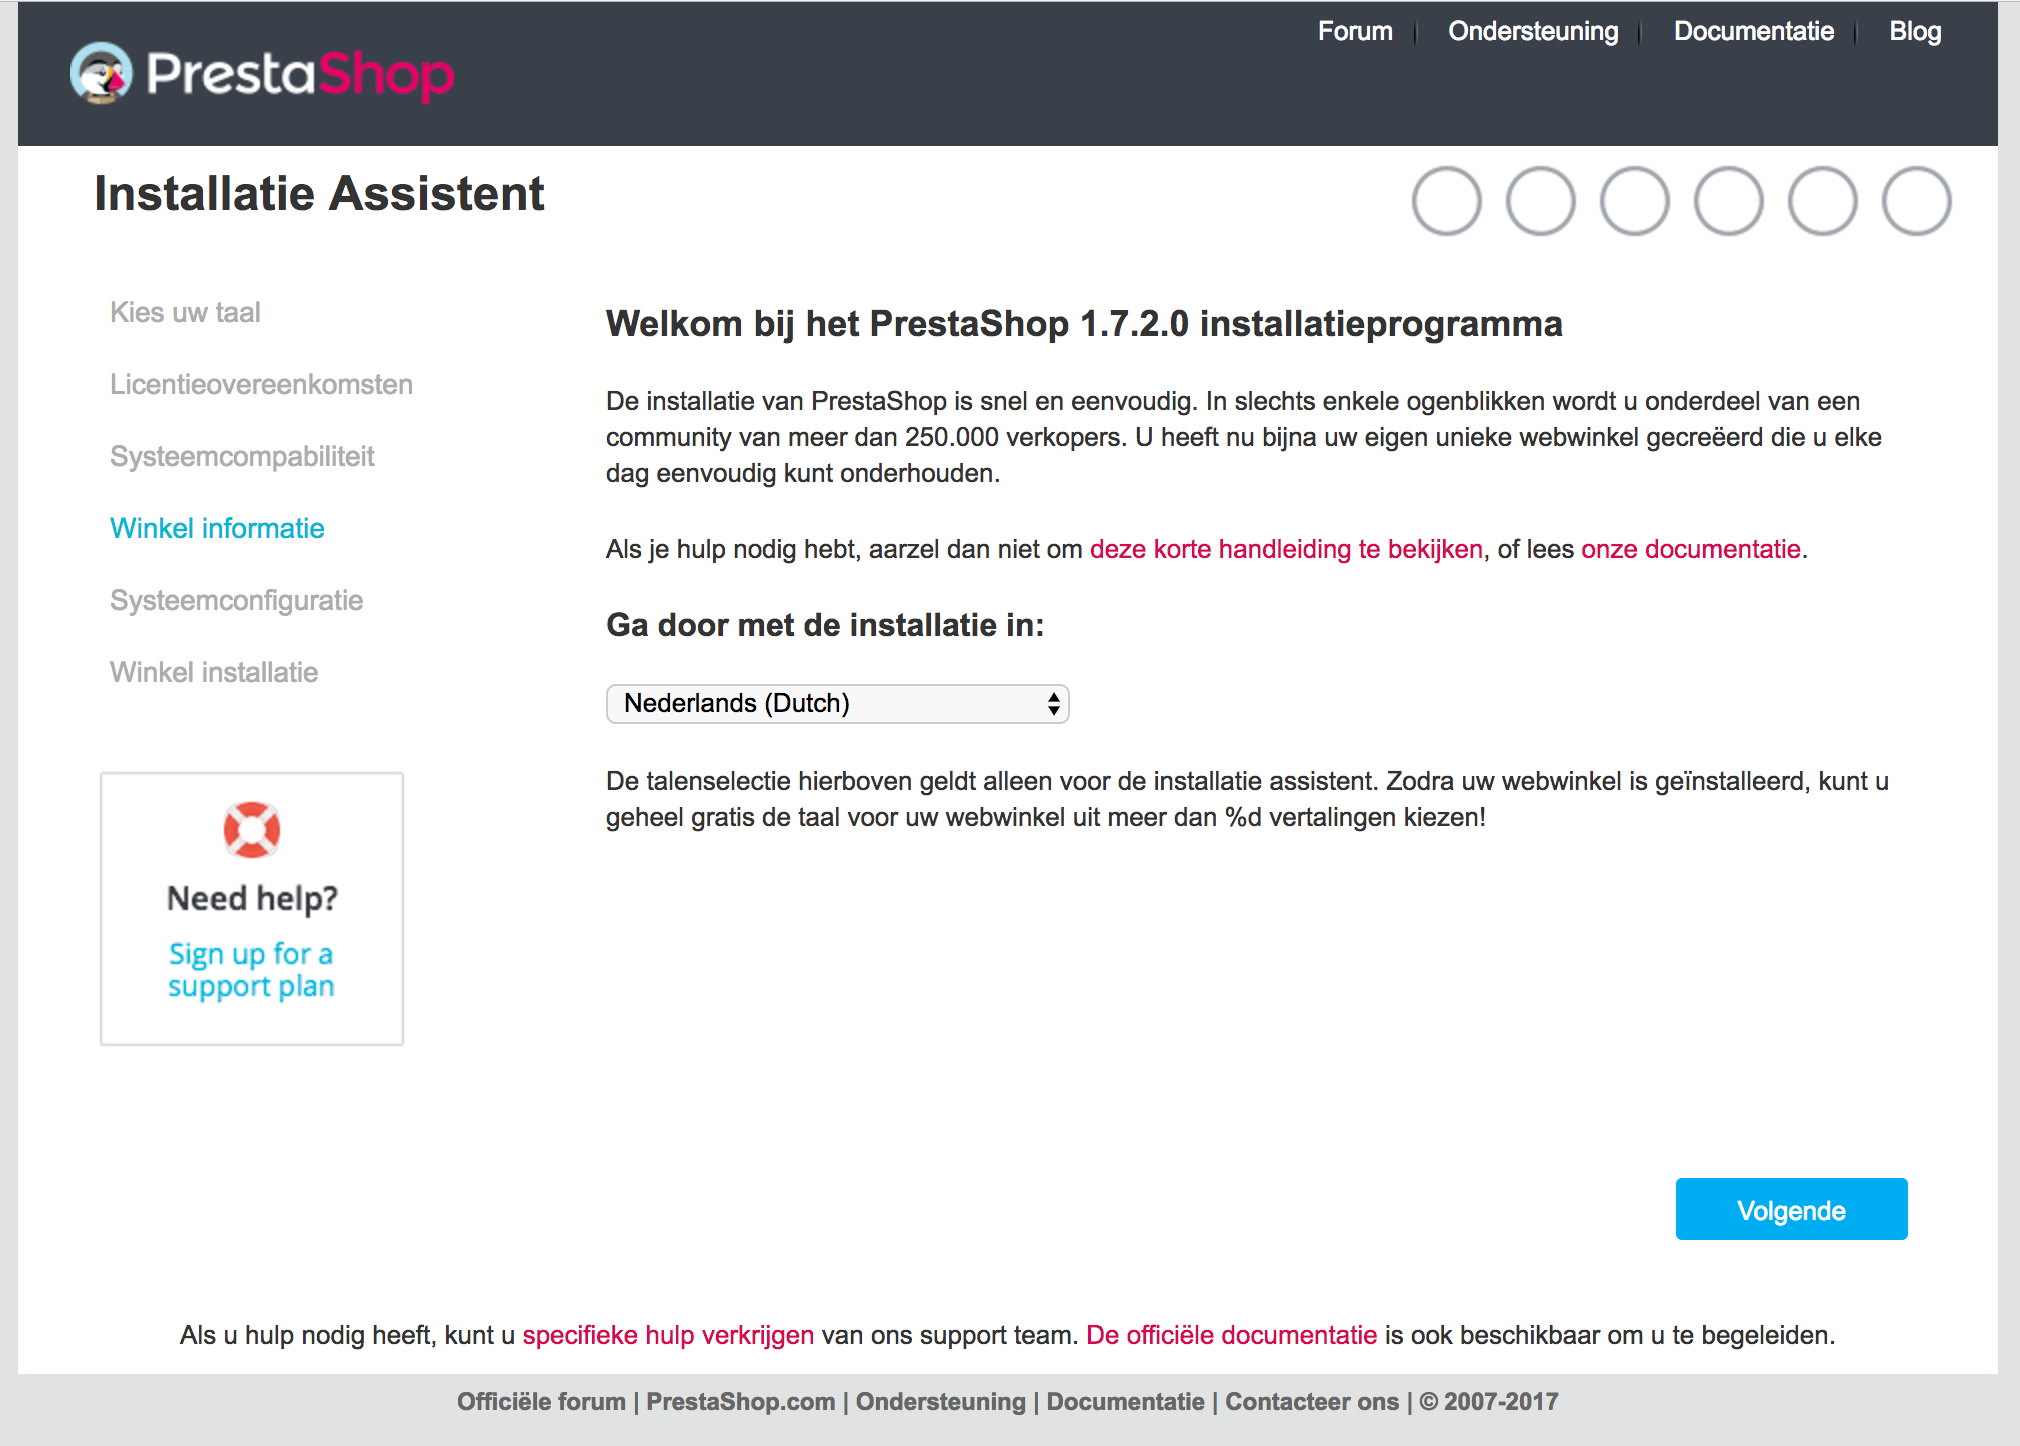 PrestaShop
Forum
Ondersteuning
Documentatie
Blog
Installatie Assistent
Kies uw taal
Licentieovereenkomsten
Systeemcompabiliteit
Winkel informatie
Systeemconfiguratie
Winkel installatie
Need help?
Sign up for a
support plan
Welkom bij het PrestaShop 1.7.2.0 installatieprogramma
De installatie van PrestaShop is snel en eenvoudig. In slechts enkele ogenblikken wordt u onderdeel van een
community van meer dan 250.000 verkopers. U heeft nu bijna uw eigen unieke webwinkel gecreëerd die u elke
dag eenvoudig kunt onderhouden.
Als je hulp nodig hebt, aarzel dan niet om deze korte handleiding te bekijken, of lees onze documentatie.
Ga door met de installatie in:
Nederlands (Dutch)
De talenselectie hierboven geldt alleen voor de installatie assistent. Zodra uw webwinkel is geïnstalleerd, kunt u
geheel gratis de taal voor uw webwinkel uit meer dan %d vertalingen kiezen!
Volgende
Als u hulp nodig heeft, kunt u specifieke hulp verkrijgen van ons support team. De officiële documentatie is ook beschikbaar om u te begeleiden.
Officiële forum | PrestaShop.com | Ondersteuning | Documentatie | Contacteer ons | © 2007-2017